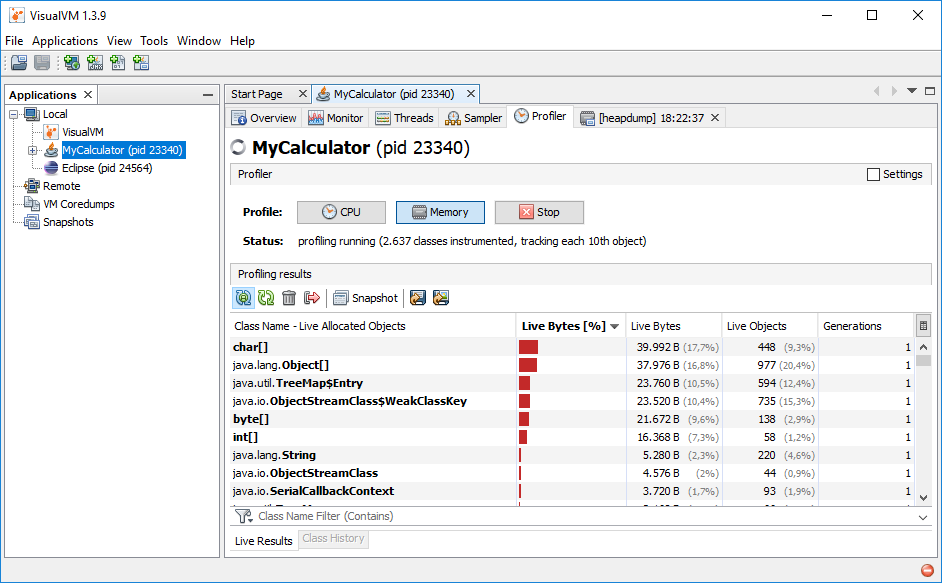 VisualVM 1.3.9
File Applications View Tools Window Help
Applications
Local
VisualVM
MyCalculator (pid 23340)
Eclipse (pid 24564)
Remote
VM Coredumps
Snapshots
Start Page MyCalculator (pid 23340)
Overview Monitor Threads Sampler Profiler [heapdump] 18:22:37
MyCalculator (pid 23340)
Profiler Settings
Profile: CPU Memory Stop
Status: profiling running (2.637 classes instrumented, tracking each 10th object)
Profiling results
Snapshot
Class Name - Live Allocated Objects Live Bytes [%] Live Bytes Live Objects Generations
char[] 39.992 B (17,7%) 448 (9,3%) 1
java.lang.Object[] 37.976 B (16,8%) 977 (20,4%) 1
java.util.TreeMap$Entry 23.760 B (10,5%) 594 (12,4%) 1
java.io.ObjectStreamClass$WeakClassKey 23.520 B (10,4%) 735 (15,3%) 1
byte[] 21.672 B (9,6%) 138 (2,9%) 1
int[] 16.368 B (7,3%) 58 (1,2%) 1
java.lang.String 5.280 B (2,3%) 220 (4,6%) 1
java.io.ObjectStreamClass 4.576 B (2%) 44 (0,9%) 1
java.io.SerialCallbackContext 3.720 B (1,7%) 93 (1,9%) 1
Class Name Filter (Contains)
Live Results Class History